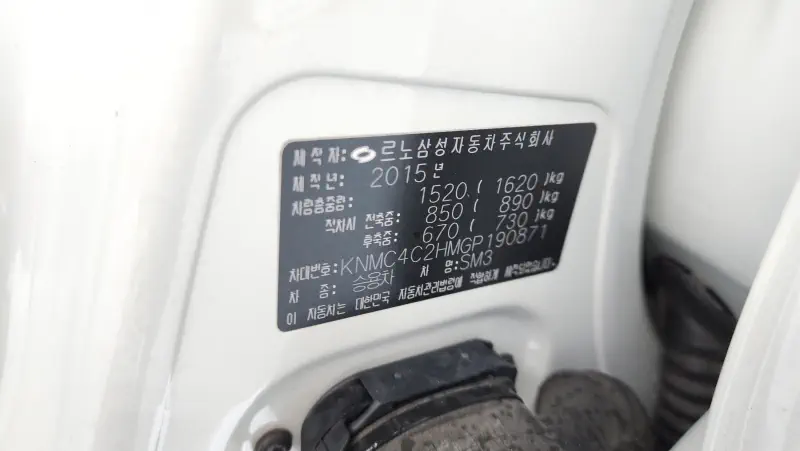 제작자: 르노삼성자동차주식회사
제작년: 2015년
차량총중량: 1520( 1620 )kg
적차시 전축중: 850( 890 )kg
후축중: 670( 730 )kg
차대번호: KNMC4C2HMGP190871
차 종: 승용차 차 명: SM3
이 자동차는 대한민국 자동차관리법령에 적합하게 제작되었습니다.